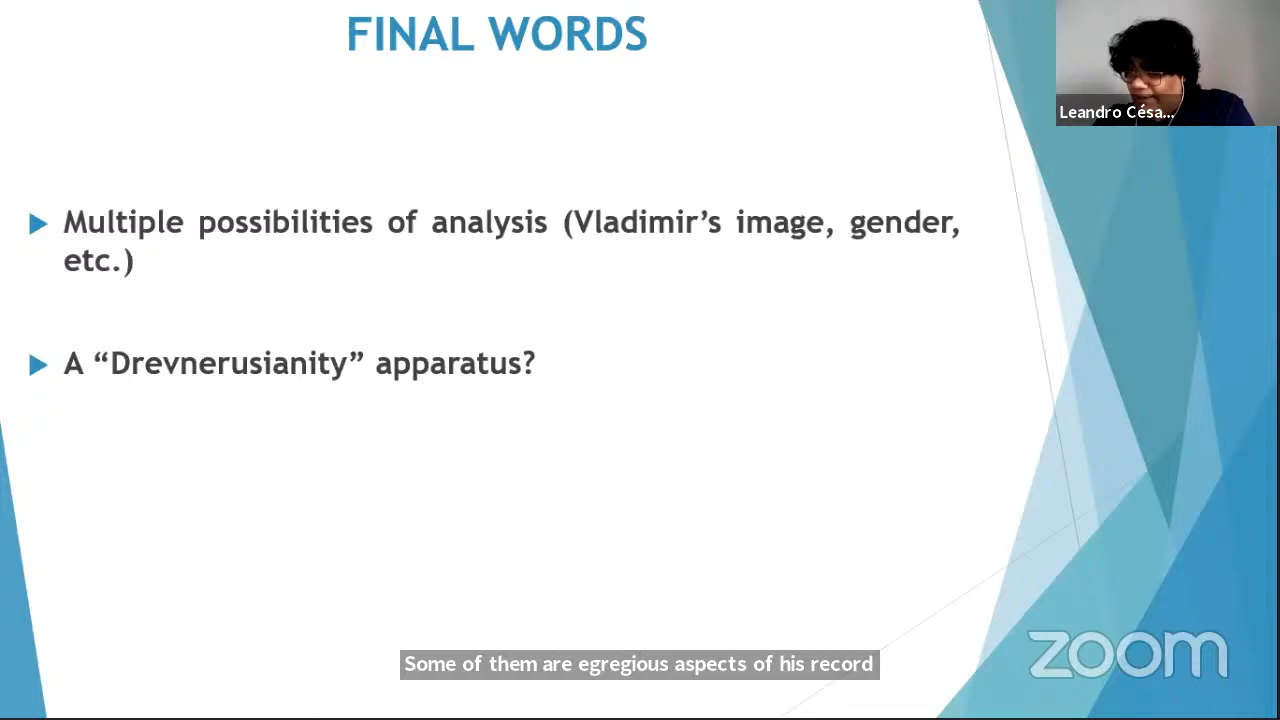 FINAL WORDS
Leandro Césa...
Multiple possibilities of analysis (Vladimir’s image, gender,
etc.)
A “Drevnerusianity” apparatus?
Some of them are egregious aspects of his record
zoom